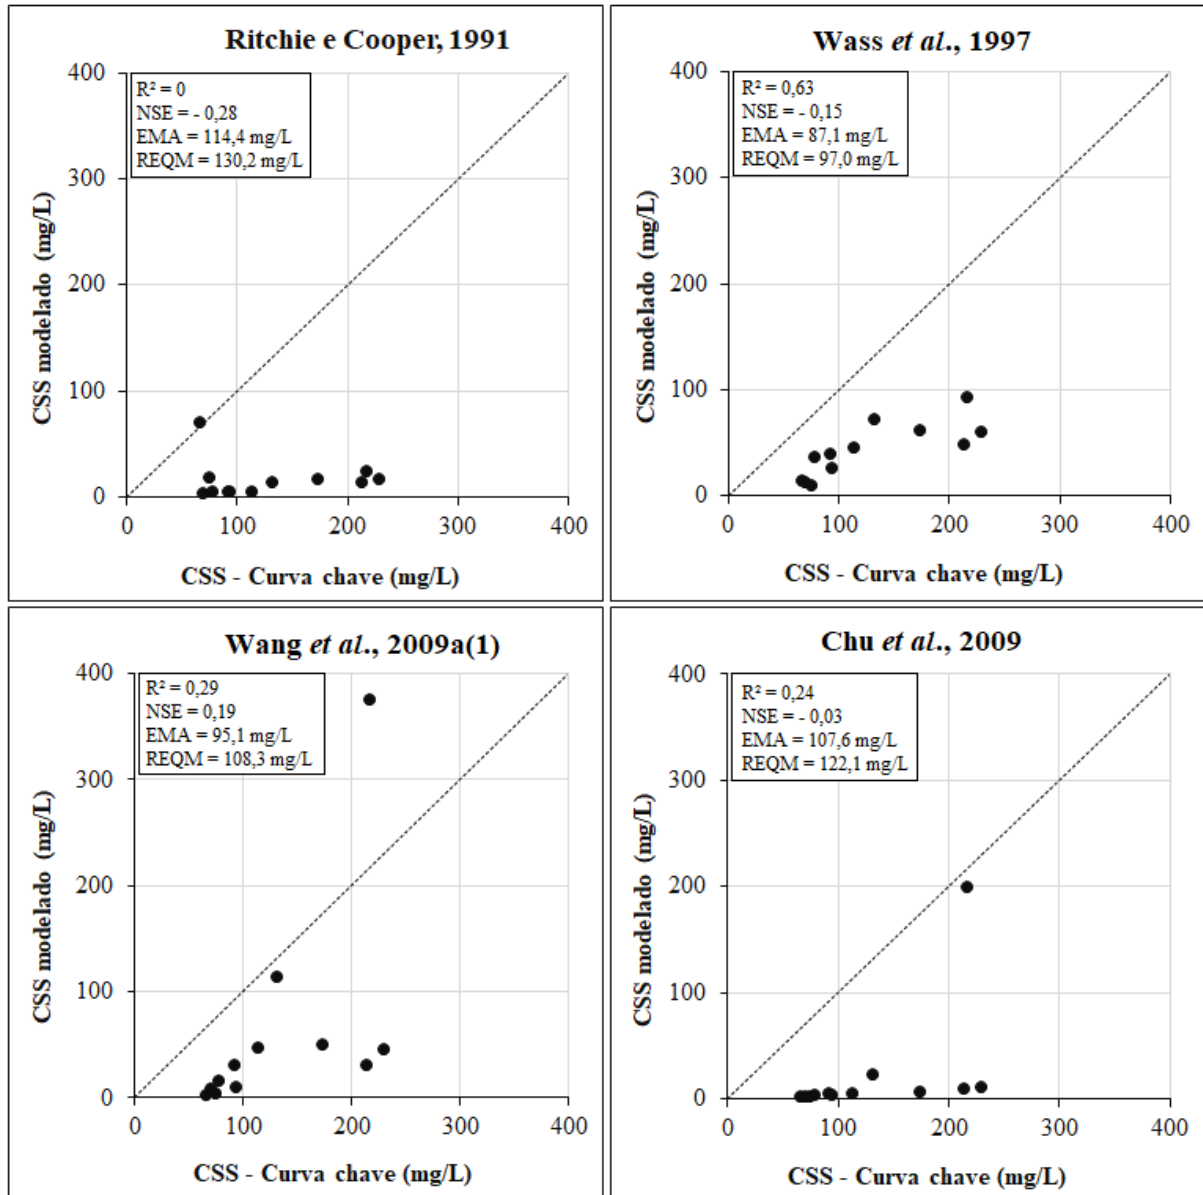 Ritchie e Cooper, 1991
R² = 0
NSE = - 0,28
EMA = 114,4 mg/L
REQM = 130,2 mg/L
CSS modelado (mg/L)
400
300
200
100
0
0 100 200 300 400
CSS - Curva chave (mg/L)
Wass et al., 1997
R² = 0,63
NSE = - 0,15
EMA = 87,1 mg/L
REQM = 97,0 mg/L
CSS modelado (mg/L)
400
300
200
100
0
0 100 200 300 400
CSS - Curva chave (mg/L)
Wang et al., 2009a(1)
R² = 0,29
NSE = 0,19
EMA = 95,1 mg/L
REQM = 108,3 mg/L
CSS modelado (mg/L)
400
300
200
100
0
0 100 200 300 400
CSS - Curva chave (mg/L)
Chu et al., 2009
R² = 0,24
NSE = - 0,03
EMA = 107,6 mg/L
REQM = 122,1 mg/L
CSS modelado (mg/L)
400
300
200
100
0
0 100 200 300 400
CSS - Curva chave (mg/L)